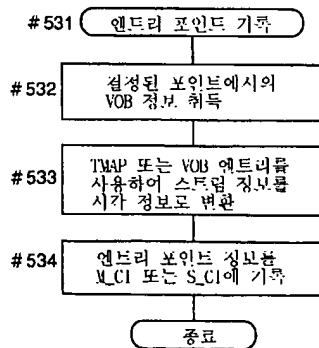 #531
엔트리 포인트 기록
#532
결정된 포인트에서의
VOB 정보 취득
#533
TMAP 또는 VOB 엔트리를
사용하여 스트림 정보를
시각 정보로 변환
#534
엔트리 포인트 정보를
M_CI 또는 S_CI에 기록
종료